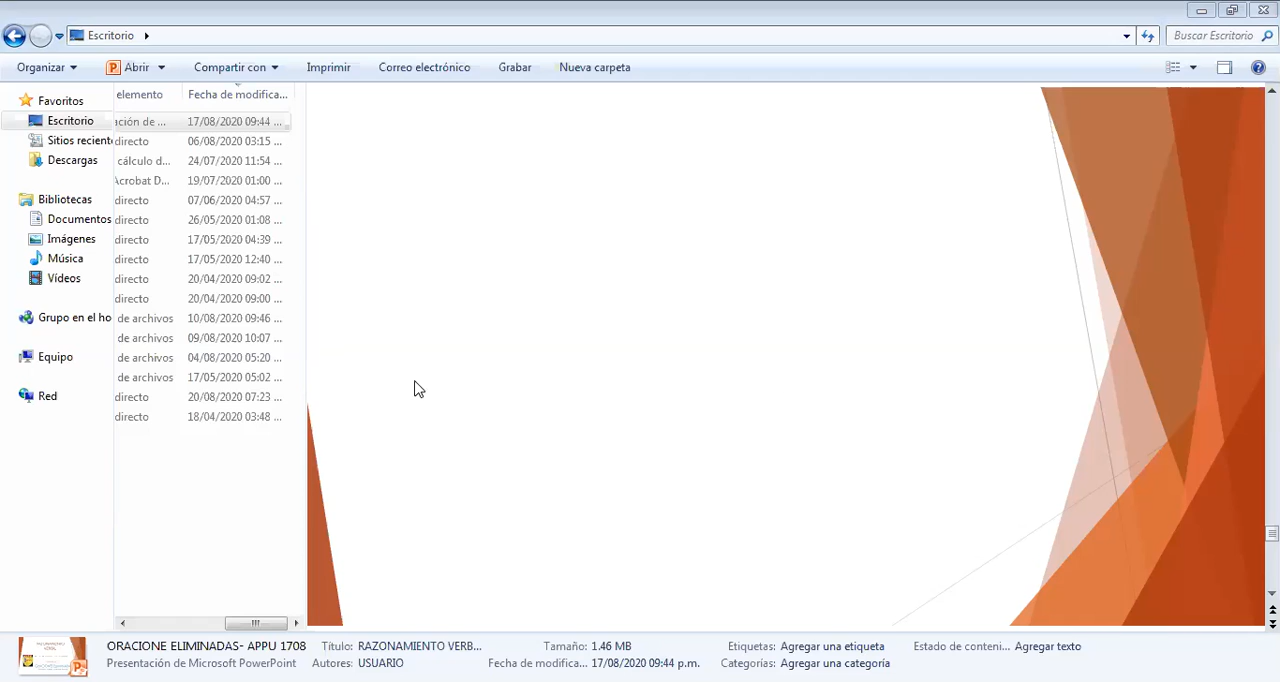 Escritorio
Buscar Escritorio
Organizar Abrir Compartir con Imprimir Correo electrónico Grabar Nueva carpeta
Favoritos
Escritorio
Sitios recient
Descargas
Bibliotecas
Documentos
Imágenes
Música
Vídeos
Grupo en el ho
Equipo
Red
elemento Fecha de modifica...
ación de ... 17/08/2020 09:44 ...
directo 06/08/2020 03:15 ...
cálculo d... 24/07/2020 11:54 ...
Acrobat D... 19/07/2020 01:00 ...
directo 07/06/2020 04:57 ...
directo 26/05/2020 01:08 ...
directo 17/05/2020 04:39 ...
directo 17/05/2020 12:40 ...
directo 20/04/2020 09:02 ...
directo 20/04/2020 09:00 ...
de archivos 10/08/2020 09:46 ...
de archivos 09/08/2020 10:07 ...
de archivos 04/08/2020 05:20 ...
de archivos 17/05/2020 05:02 ...
directo 20/08/2020 07:23 ...
directo 18/04/2020 03:48 ...
ORACIONE ELIMINADAS- APPU 1708 Título: RAZONAMIENTO VERB... Tamaño: 1.46 MB Etiquetas: Agregar una etiqueta Estado de conteni... Agregar texto
Presentación de Microsoft PowerPoint Autores: USUARIO Fecha de modifica... 17/08/2020 09:44 p.m. Categorías: Agregar una categoría